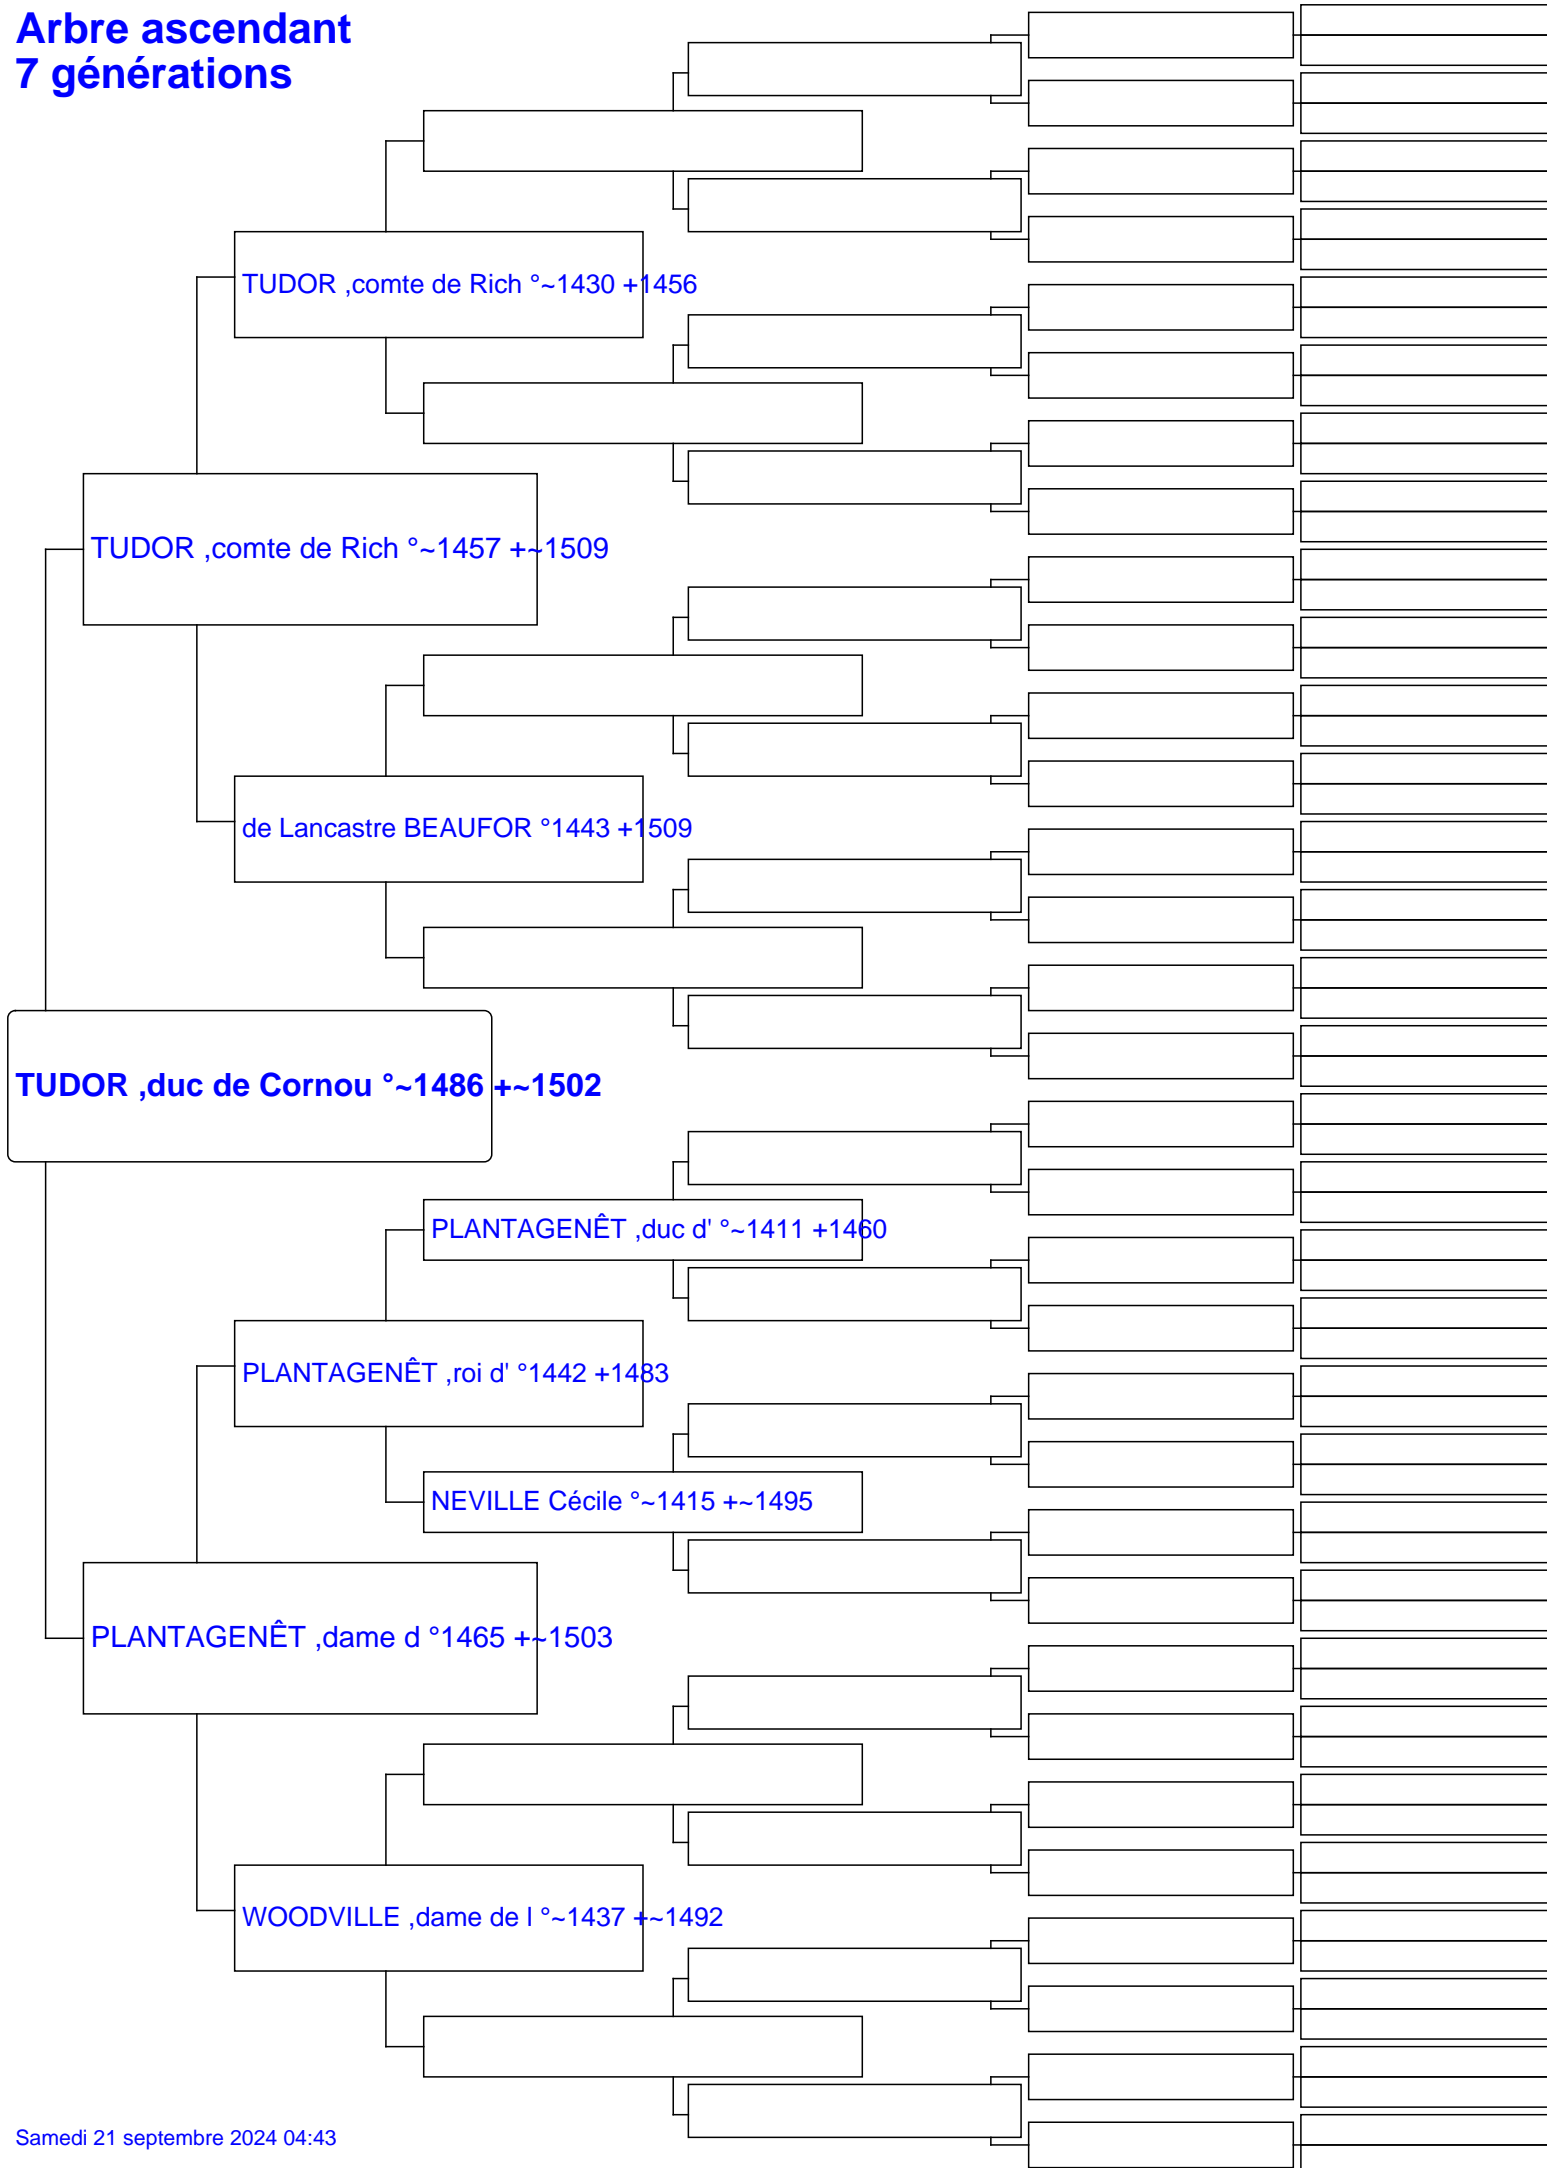 Arbre ascendant
7 générations
TUDOR ,comte de Rich °~1430 +1456
TUDOR ,comte de Rich °~1457 +~1509
de Lancastre BEAUFOR °1443 +1509
TUDOR ,duc de Cornou °~1486 +~1502
PLANTAGENÊT ,duc d' °~1411 +1460
PLANTAGENÊT ,roi d' °1442 +1483
NEVILLE Cécile °~1415 +~1495
PLANTAGENÊT ,dame d °1465 +~1503
WOODVILLE ,dame de l °~1437 +~1492
Samedi 21 septembre 2024 04:43